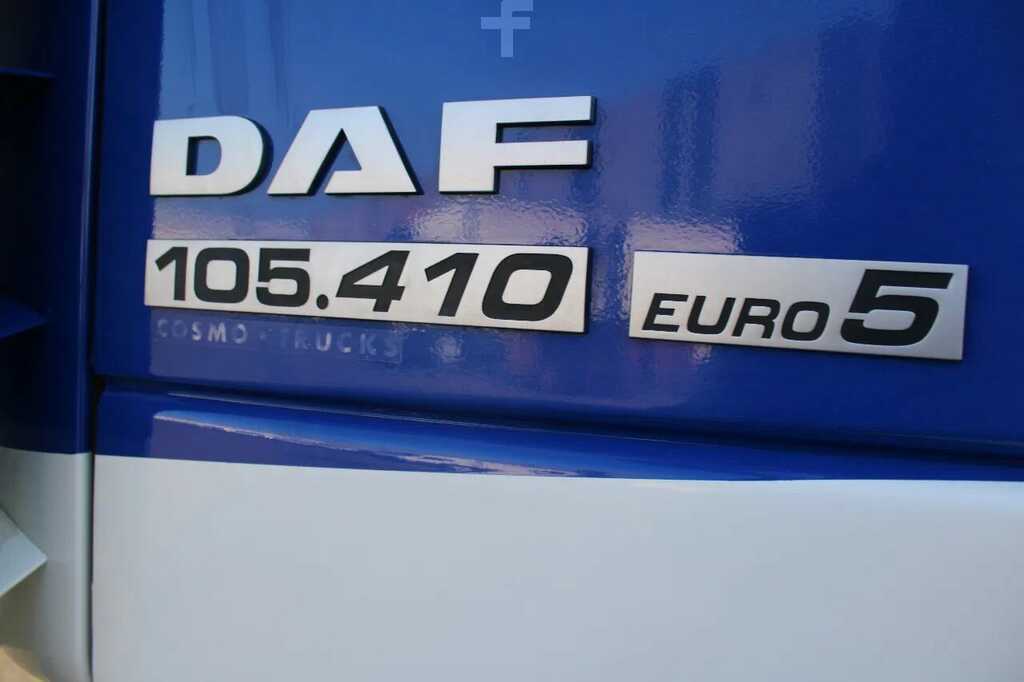 f
DAF
105.410
EURO 5
COSMO • TRUCKS